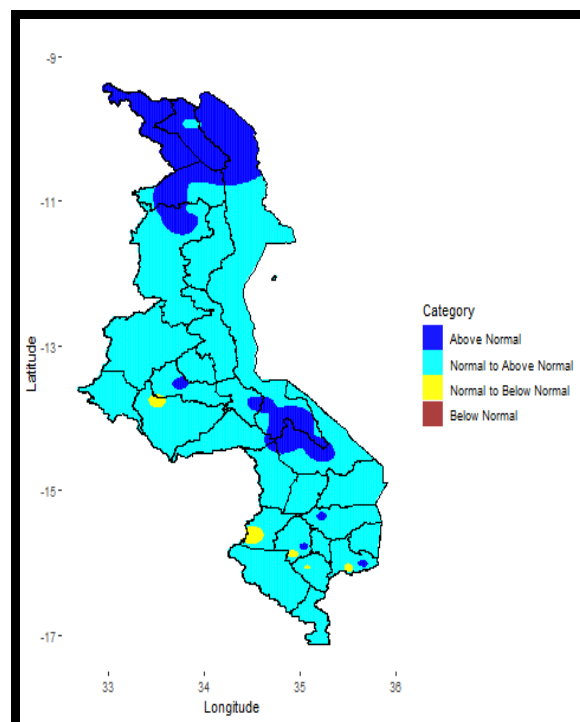 -9
-11
-13
-15
-17
Latitude
33 34 35 36
Longitude
Category
Above Normal
Normal to Above Normal
Normal to Below Normal
Below Normal